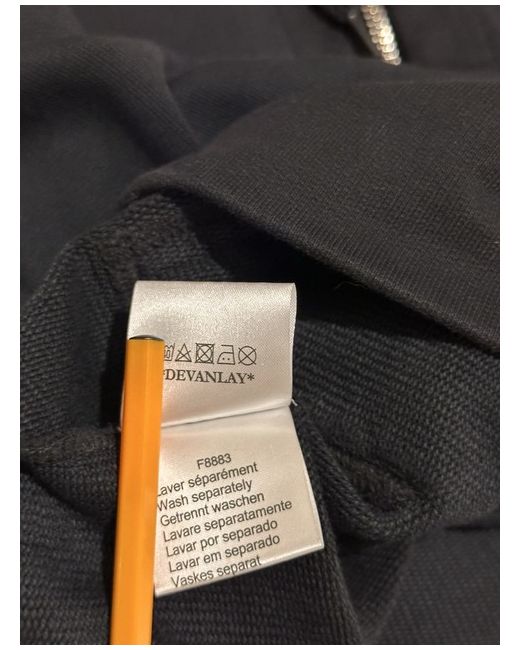 *DEVANLAY*
F8883
Laver séparément
Wash separately
Getrennt waschen
Lavare separatamente
Lavar por separado
Lavar em separado
Vaskes separat